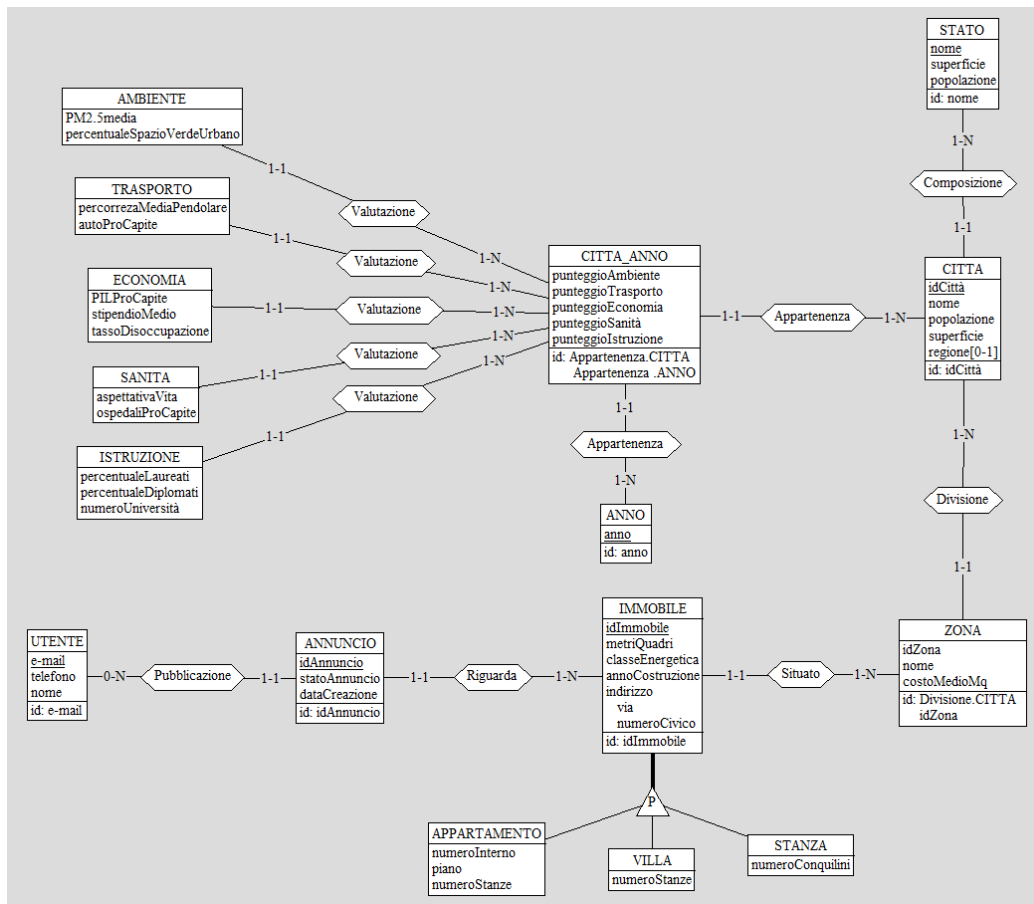 STATO
nome
superficie
popolazione
id: nome
1-N
Composizione
1-1
AMBIENTE
PM2.5media
percentualeSpazioVerdeUrbano
1-1
Valutazione
1-N
TRASPORTO
percorrezaMediaPendolare
autoProCapite
1-1
Valutazione
1-N
ECONOMIA
PILProCapite
stipendioMedio
tassoDisoccupazione
1-1
Valutazione
1-N
SANITA
aspettativaVita
ospedaliProCapite
1-1
Valutazione
1-N
ISTRUZIONE
percentualeLaureati
percentualeDiplomati
numeroUniversità
1-1
Valutazione
1-N
CITTA_ANNO
punteggioAmbiente
punteggioTrasporto
punteggioEconomia
punteggioSanità
punteggioIstruzione
id: Appartenenza.CITTA
Appartenenza .ANNO
1-1
Appartenenza
1-N
CITTA
idCittà
nome
popolazione
superficie
regione[0-1]
id: idCittà
1-1
Appartenenza
1-N
ANNO
anno
id: anno
1-N
Divisione
1-1
UTENTE
e-mail
telefono
nome
id: e-mail
0-N
Pubblicazione
1-1
ANNUNCIO
idAnnuncio
statoAnnuncio
dataCreazione
id: idAnnuncio
1-1
Riguarda
1-N
IMMOBILE
idImmobile
metriQuadri
classeEnergetica
annoCostruzione
indirizzo
via
numeroCivico
id: idImmobile
1-1
Situato
1-N
ZONA
idZona
nome
costoMedioMq
id: Divisione.CITTA
idZona
P
APPARTAMENTO
numeroInterno
piano
numeroStanze
VILLA
numeroStanze
STANZA
numeroConquilini